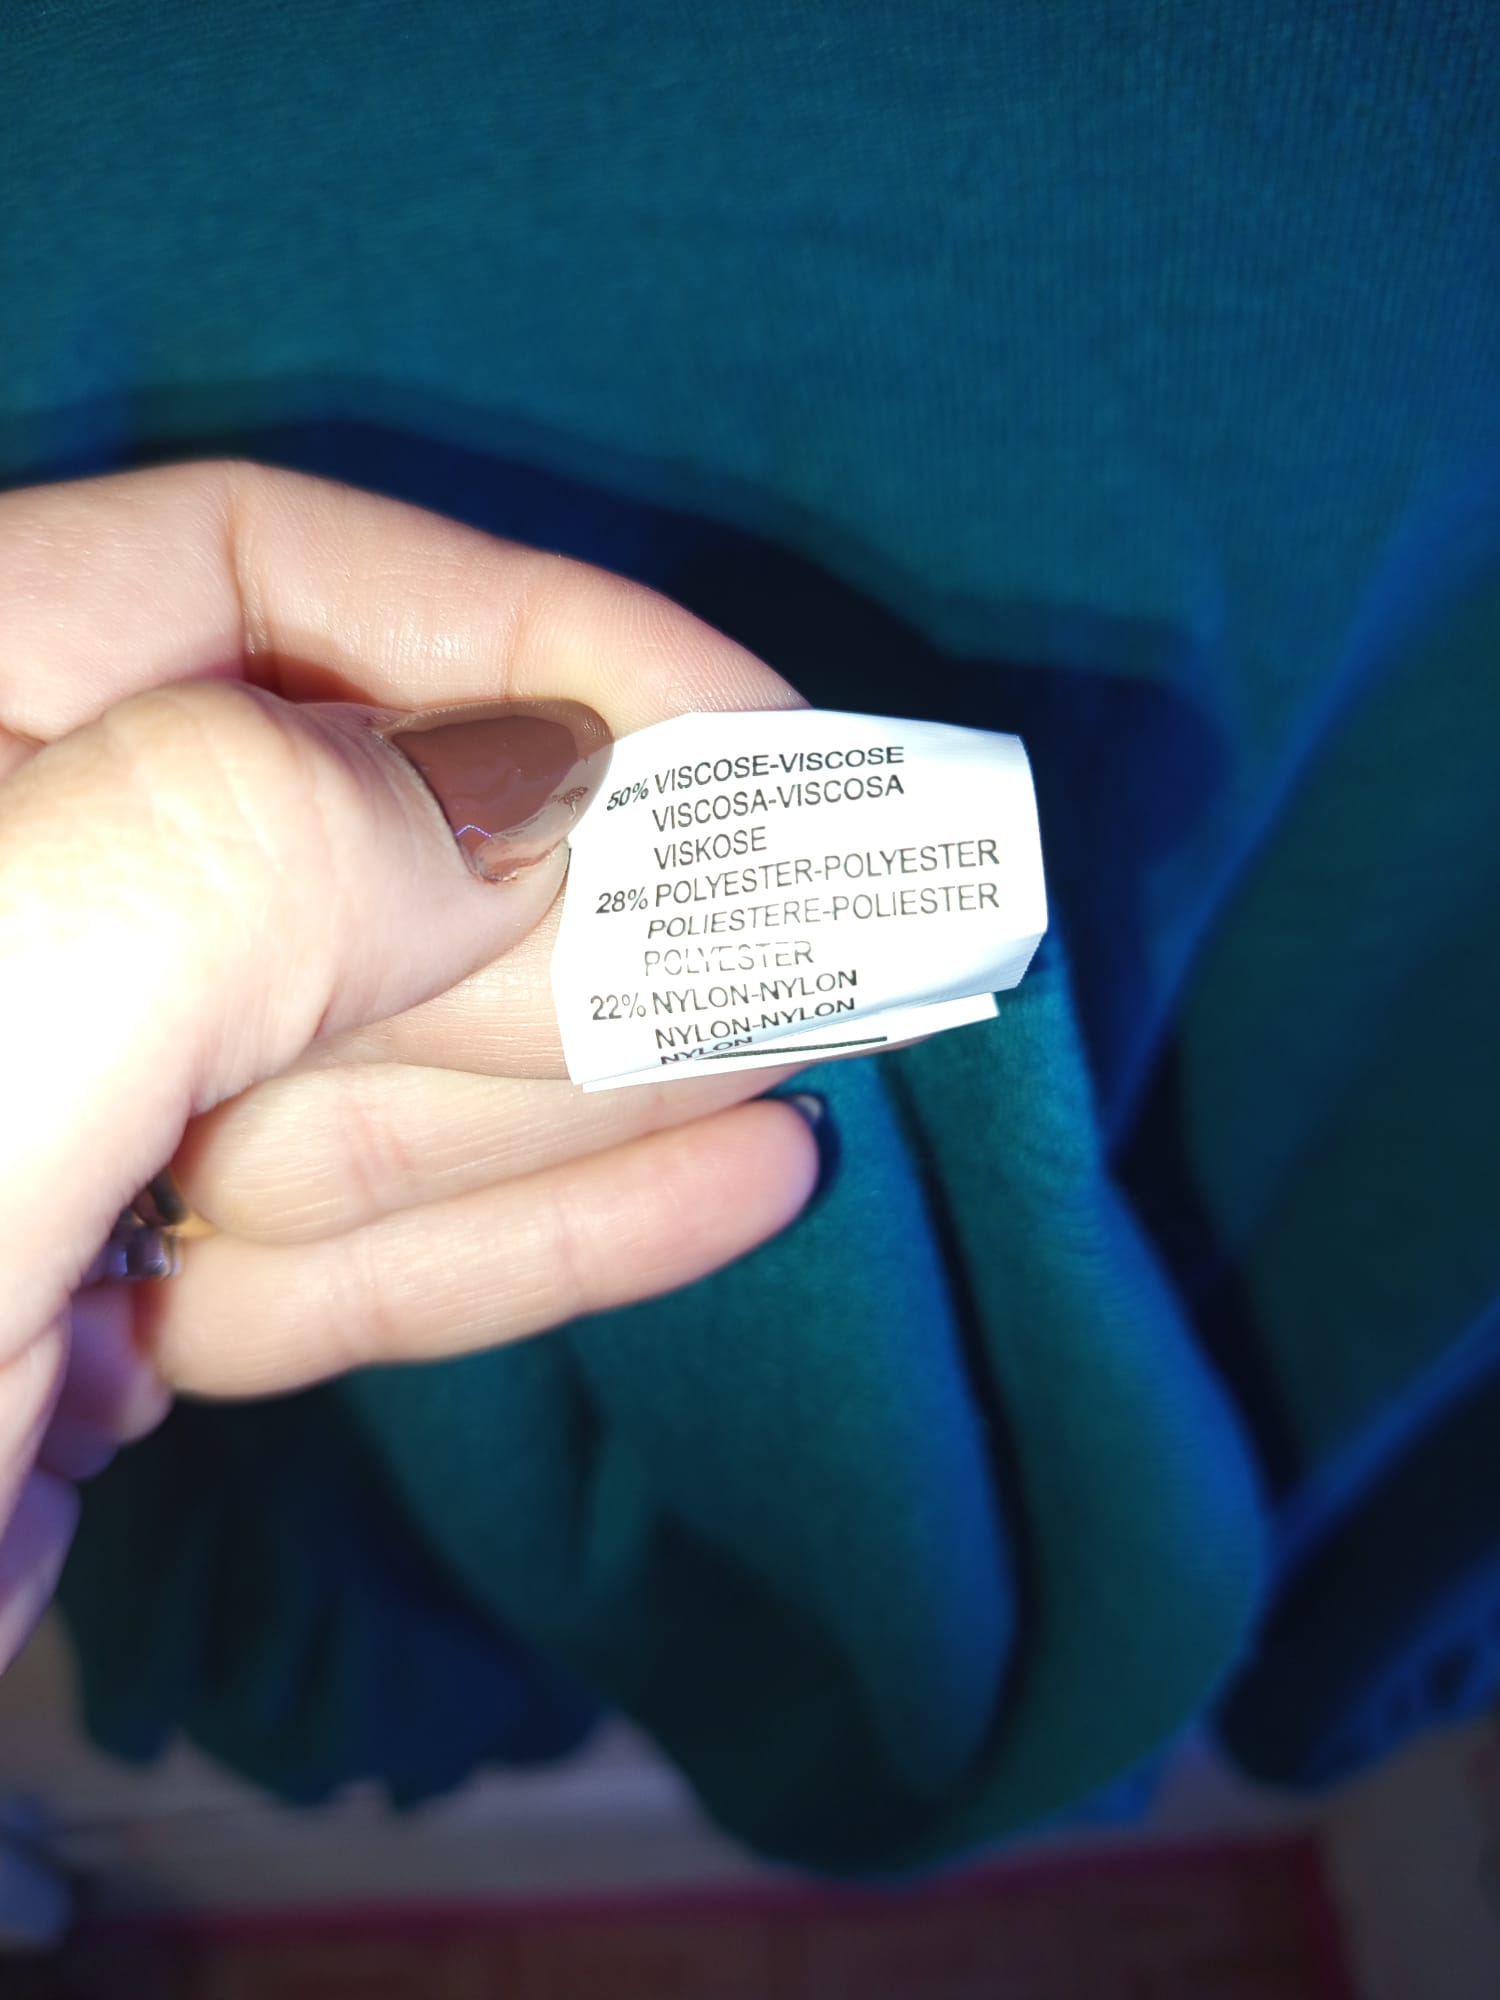 50% VISCOSE-VISCOSE
VISCOSA-VISCOSA
VISKOSE
28% POLYESTER-POLYESTER
POLIESTERE-POLIESTER
POLYESTER
22% NYLON-NYLON
NYLON-NYLON
NYLON